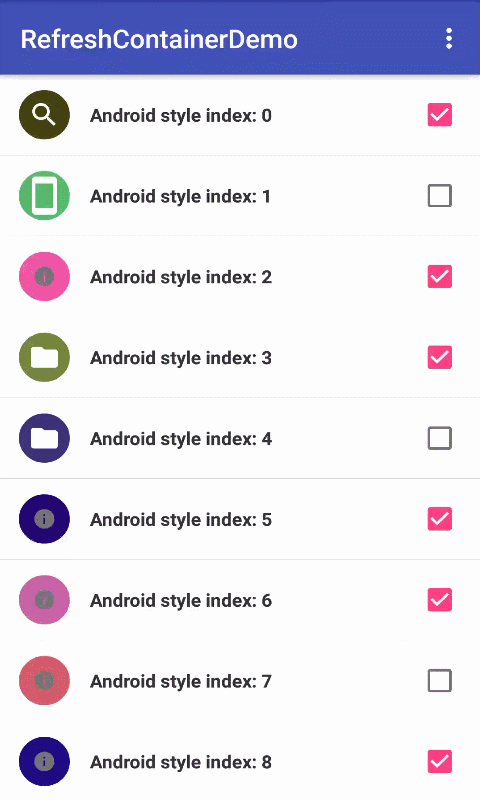 RefreshContainerDemo
Android style index: 0
Android style index: 1
Android style index: 2
Android style index: 3
Android style index: 4
Android style index: 5
Android style index: 6
Android style index: 7
Android style index: 8